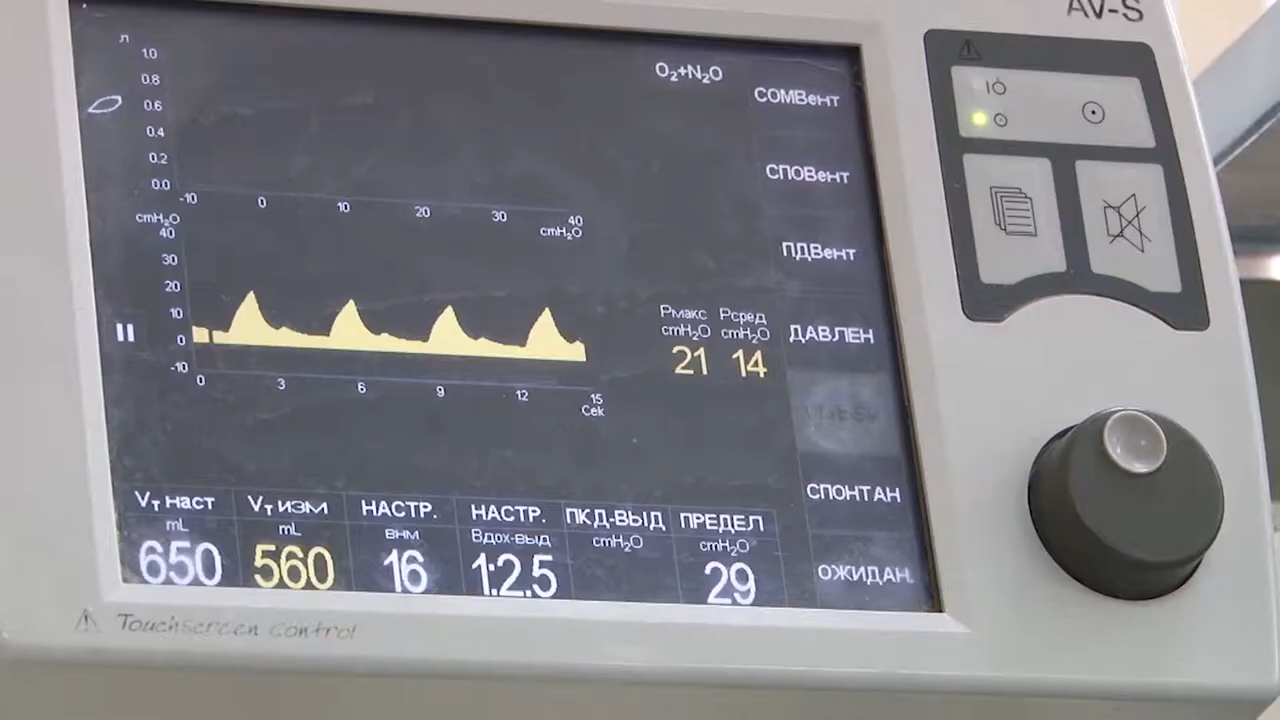 AV-S
л
1.0
0.8
0.6
0.4
0.2
0.0
-10 0 10 20 30 40
cmH₂O
O₂+N₂O
СОМВент
СПОВент
ПДВент
ДАВЛЕН
СПОНТАН
ОЖИДАН.
cmH₂O
40
30
20
10
0
-10
0 3 6 9 12 15
Сек
Рмакс Рсред
cmH₂O cmH₂O
21 14
VT наст VT изм НАСТР. НАСТР. ПКД-ВЫД ПРЕДЕЛ
mL mL внм Вдох-выд cmH₂O cmH₂O
650 560 16 1:2.5 29
Touchscreen control